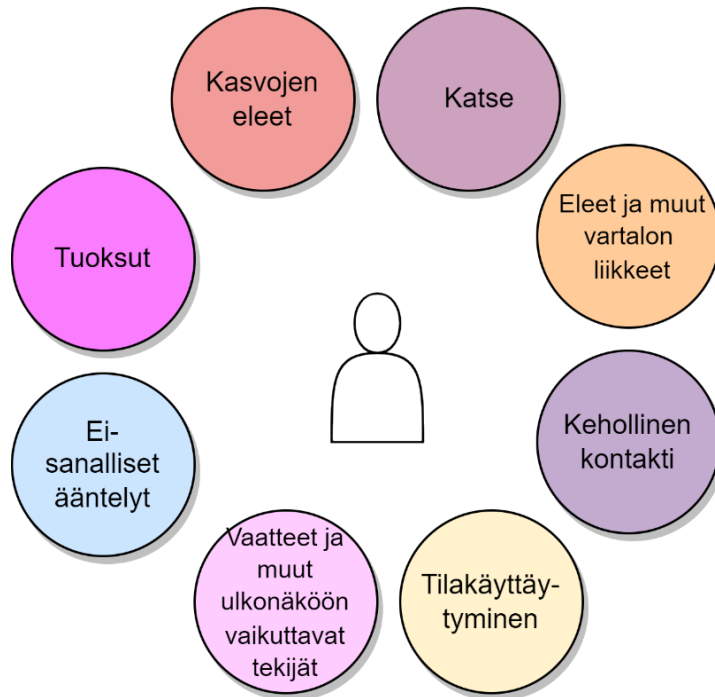 Kasvojen
eleet
Katse
Eleet ja muut
vartalon
liikkeet
Tuoksut
Kehollinen
kontakti
Ei-
sanalliset
ääntelyt
Vaatteet ja
muut
ulkonäköön
vaikuttavat
tekijät
Tilakäyttäy-
tyminen